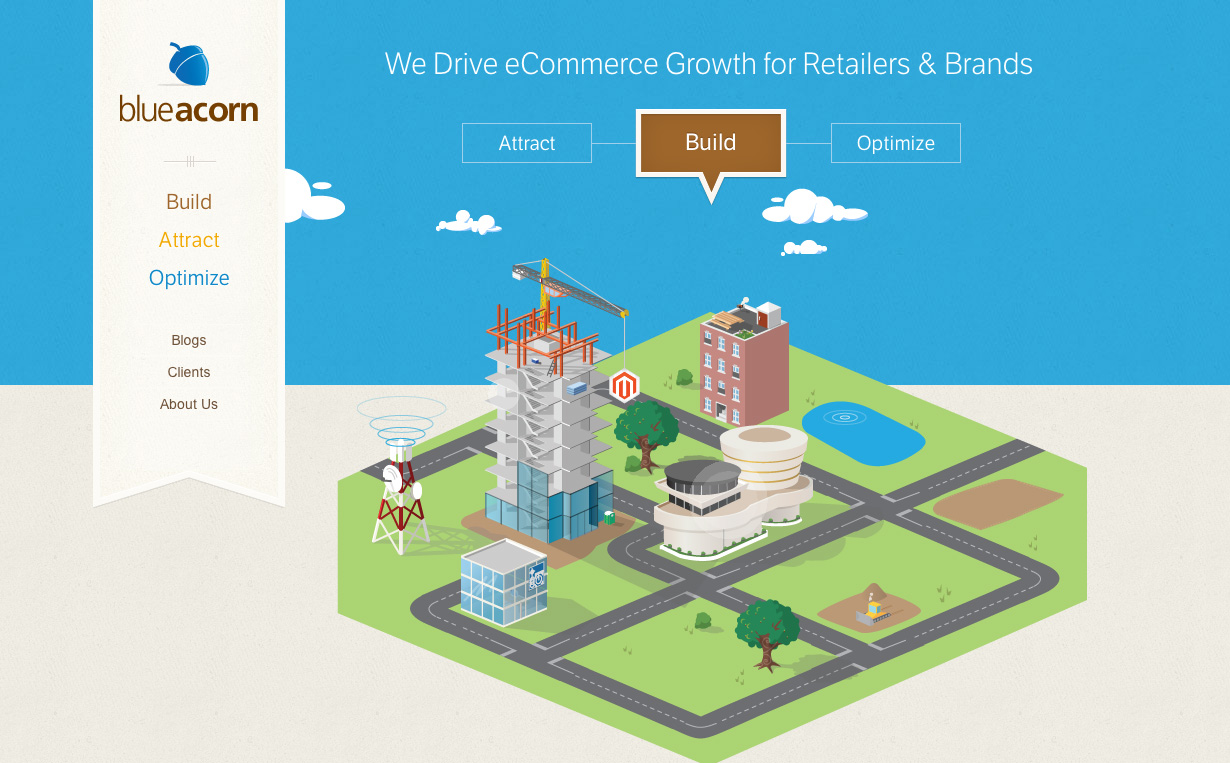 blueacorn
Build
Attract
Optimize
Blogs
Clients
About Us
We Drive eCommerce Growth for Retailers & Brands
Attract
Build
Optimize